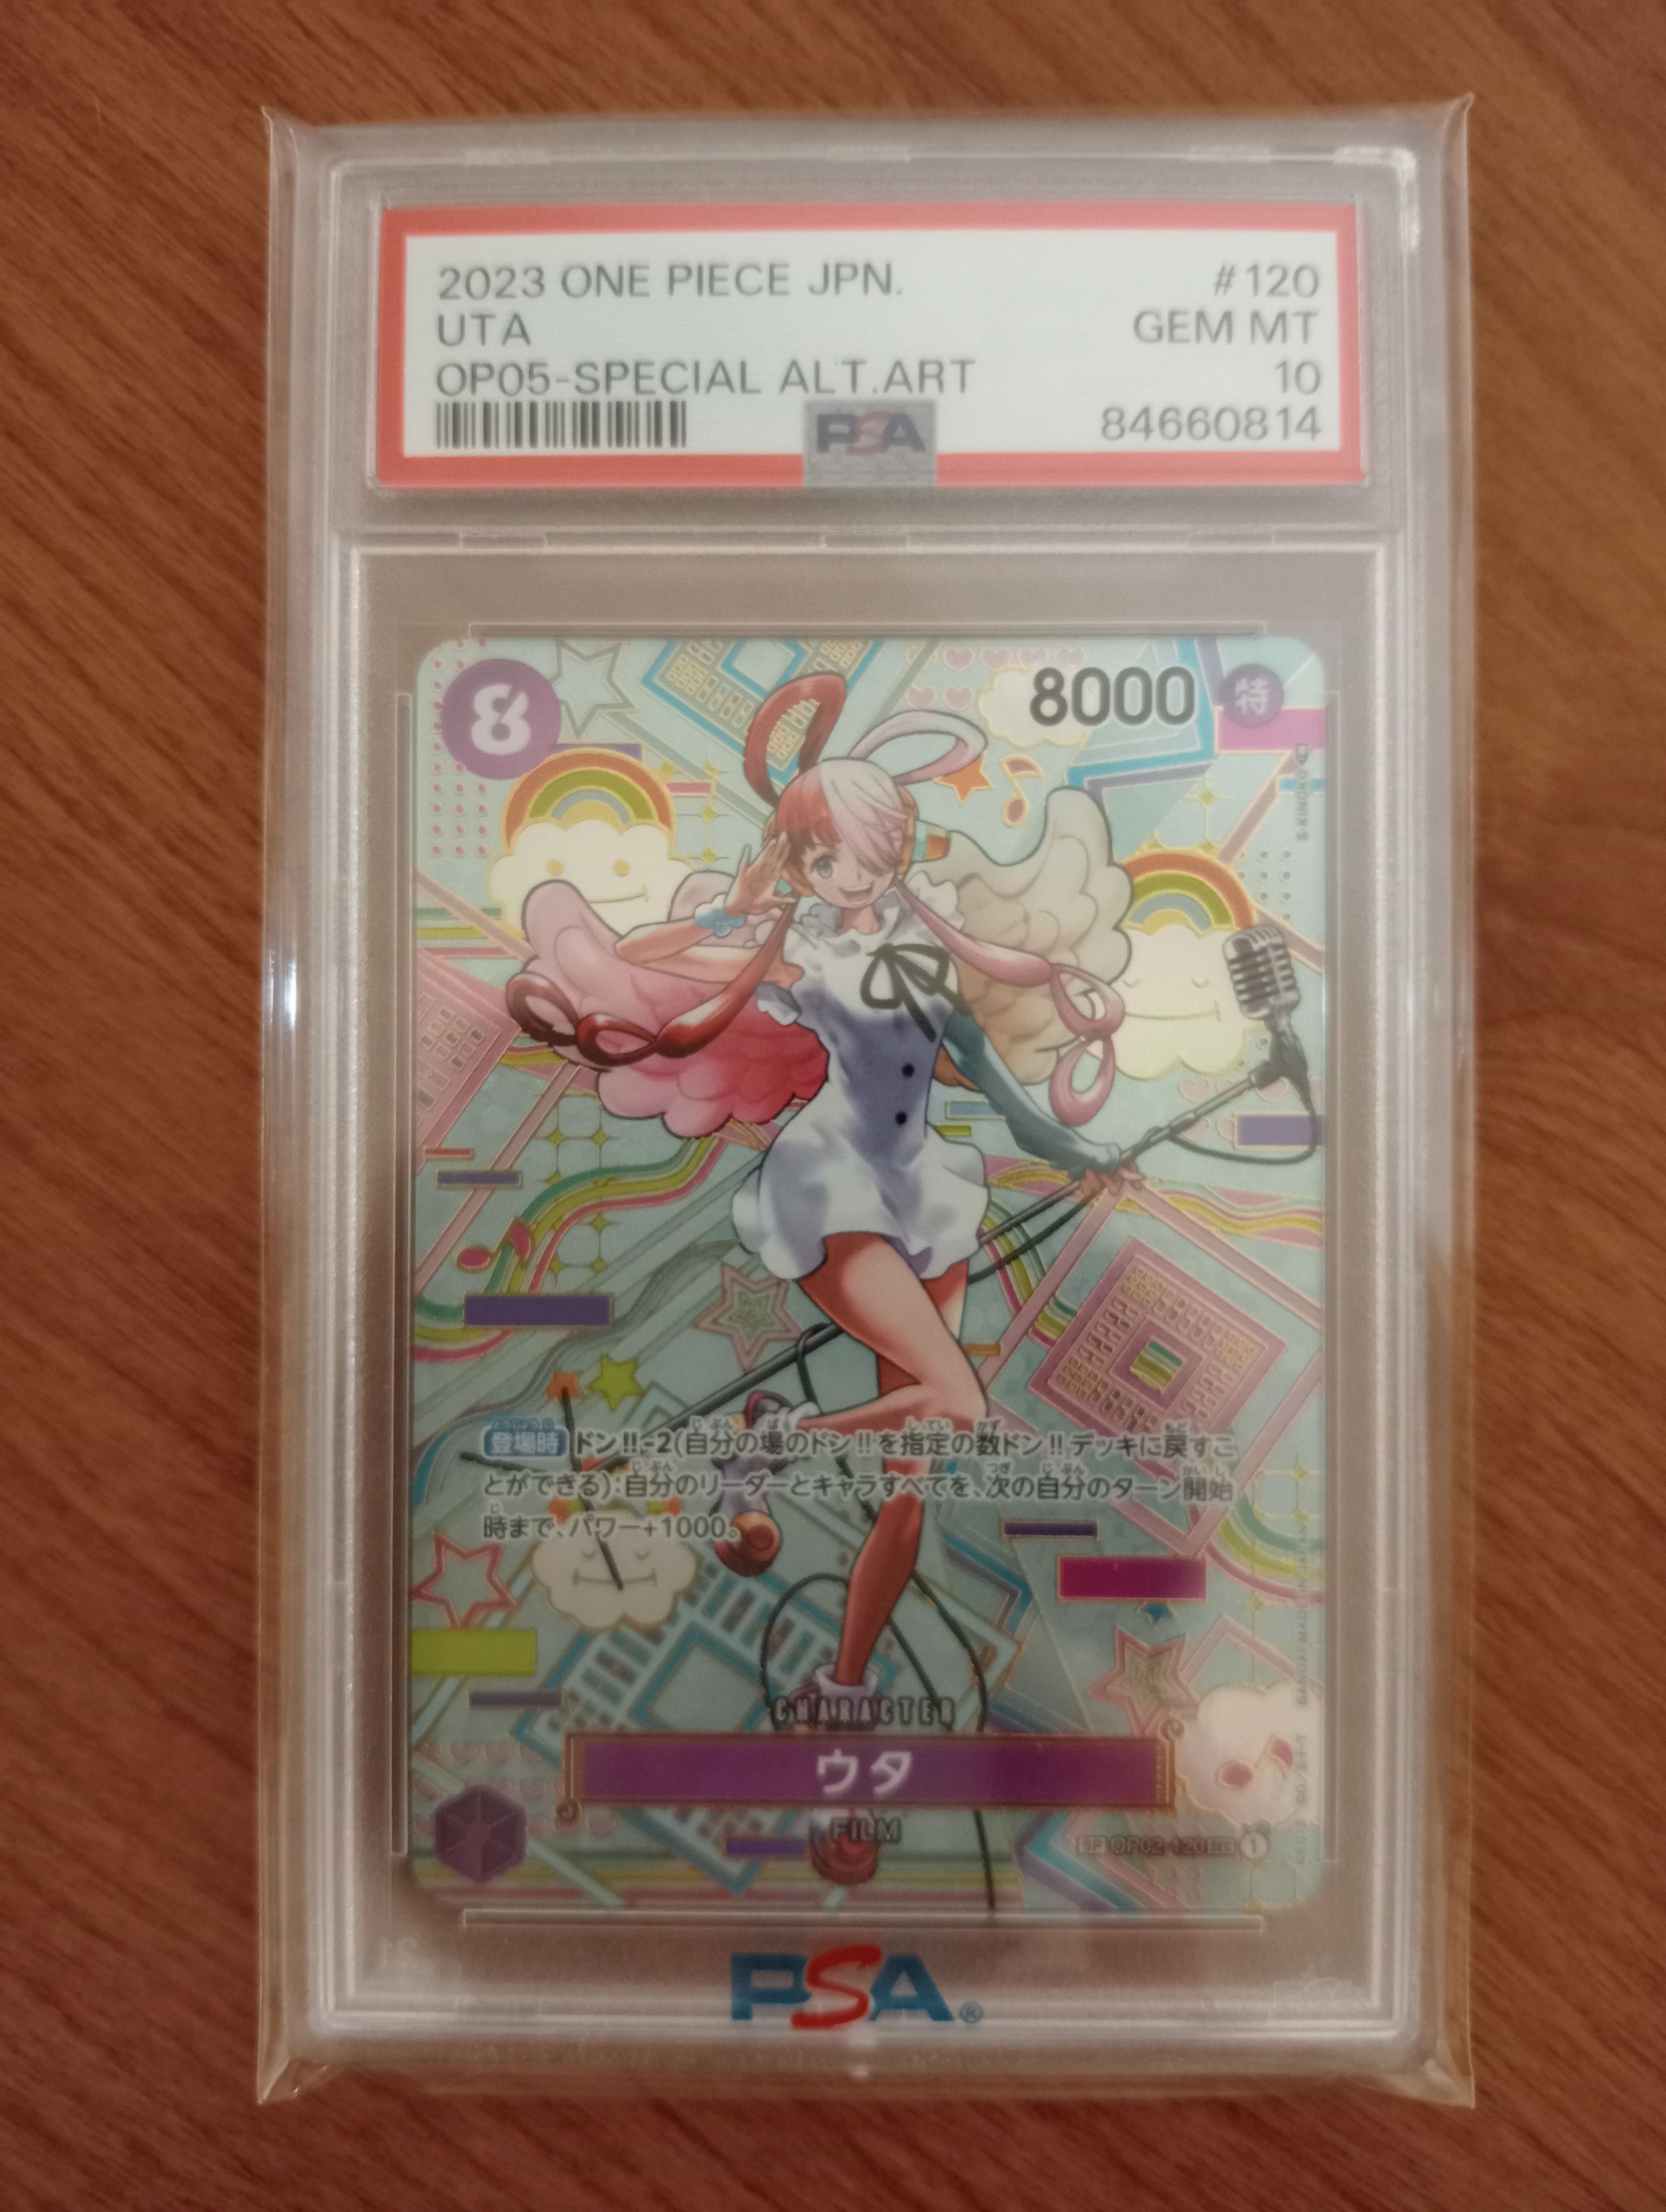 2023 ONE PIECE JPN. #120
UTA GEM MT
OP05-SPECIAL ALT.ART 10
84660814
PSA
8 8000 特
登場時 ドン!!-2(自分の場のドン!!を指定の数ドン!!デッキに戻すこ
とができる):自分のリーダーとキャラすべてを、次の自分のターン開始
時まで、パワー+1000。
CHARACTER
ウタ
FILM
SP OP02-120 1
PSA®